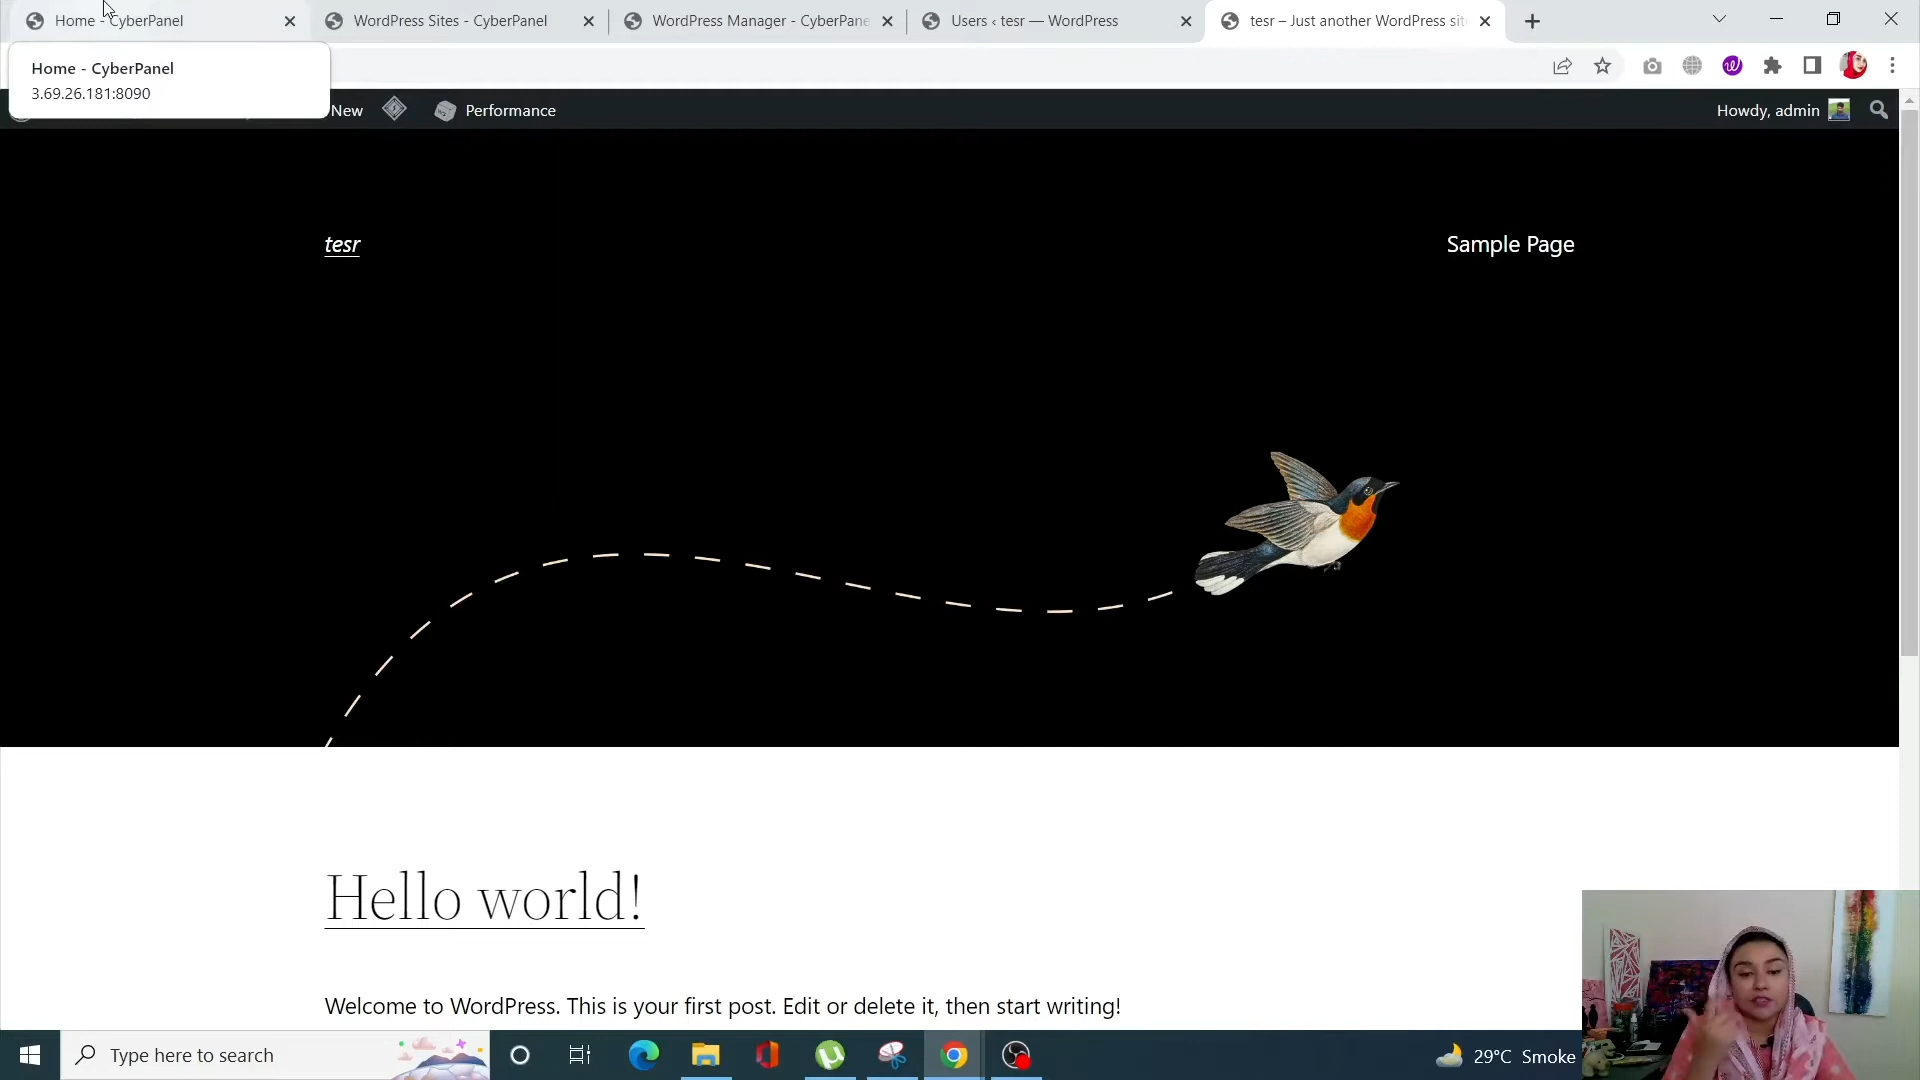 Home - CyberPanel
WordPress Sites - CyberPanel
WordPress Manager - CyberPane
Users ‹ tesr — WordPress
tesr – Just another WordPress sit
Home - CyberPanel
3.69.26.181:8090
New
Performance
Howdy, admin
tesr
Sample Page
Hello world!
Welcome to WordPress. This is your first post. Edit or delete it, then start writing!
Type here to search
29°C Smoke